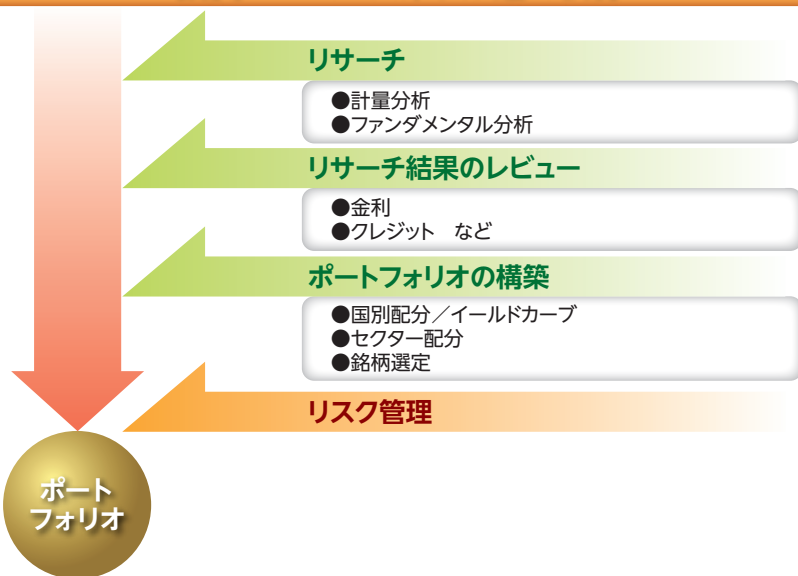 リサーチ
●計量分析
●ファンダメンタル分析
リサーチ結果のレビュー
●金利
●クレジット　など
ポートフォリオの構築
●国別配分／イールドカーブ
●セクター配分
●銘柄選定
リスク管理
ポート
フォリオ